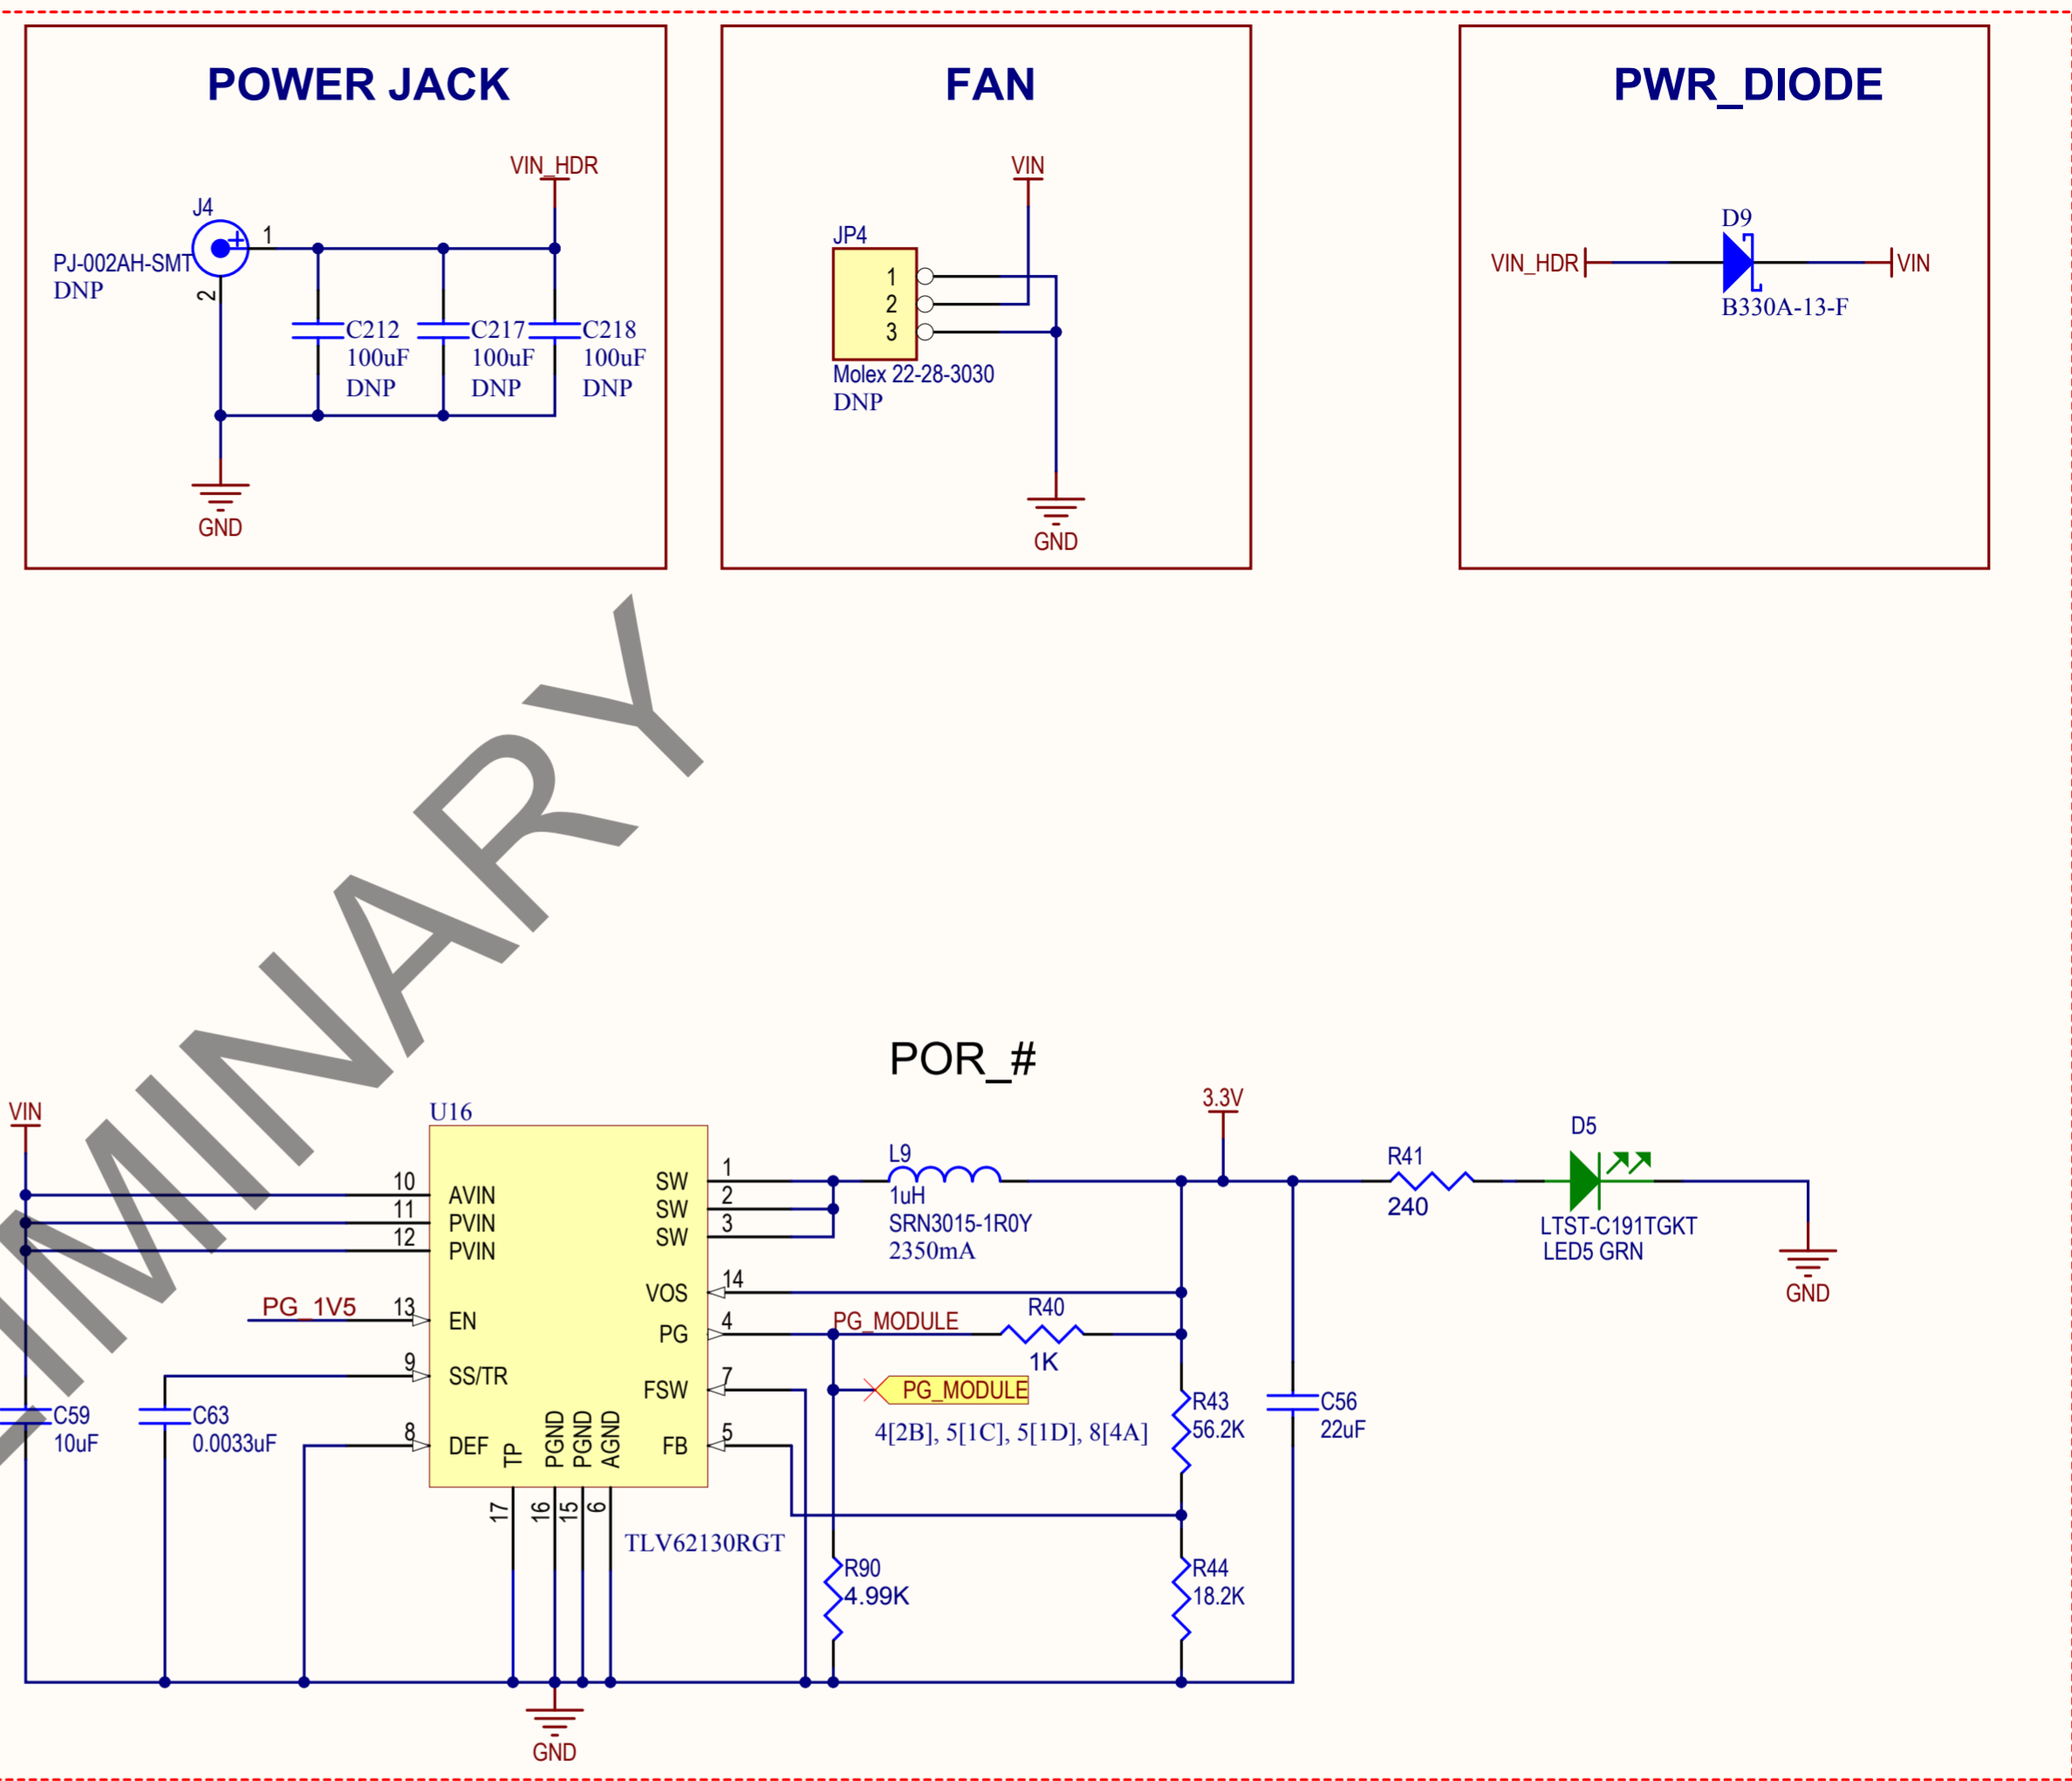 POWER JACK
VIN_HDR
J4
1
PJ-002AH-SMT
DNP
2
C212
100uF
DNP
C217
100uF
DNP
C218
100uF
DNP
GND
FAN
VIN
JP4
1
2
3
Molex 22-28-3030
DNP
GND
PWR_DIODE
D9
VIN_HDR
VIN
B330A-13-F
MINARY
POR_#
VIN
U16
10
AVIN
11
PVIN
12
PVIN
PG_1V5
13
EN
9
SS/TR
8
DEF
SW
1
SW
2
SW
3
VOS
14
PG
4
FSW
7
FB
5
TP
PGND
PGND
AGND
17
16
15
6
TLV62130RGT
C59
10uF
C63
0.0033uF
L9
1uH
SRN3015-1R0Y
2350mA
3.3V
PG_MODULE
R40
1K
PG_MODULE
4[2B], 5[1C], 5[1D], 8[4A]
R43
56.2K
C56
22uF
R90
4.99K
R44
18.2K
R41
240
D5
LTST-C191TGKT
LED5 GRN
GND
GND